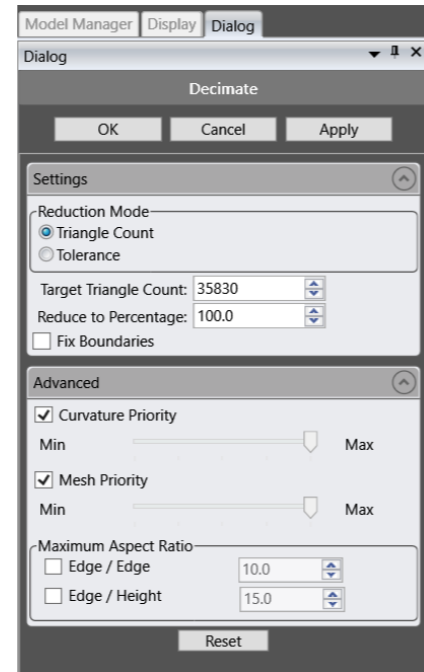 Model Manager Display Dialog
Dialog
Decimate
OK Cancel Apply
Settings
Reduction Mode
Triangle Count
Tolerance
Target Triangle Count: 35830
Reduce to Percentage: 100.0
Fix Boundaries
Advanced
Curvature Priority
Min Max
Mesh Priority
Min Max
Maximum Aspect Ratio
Edge / Edge 10.0
Edge / Height 15.0
Reset